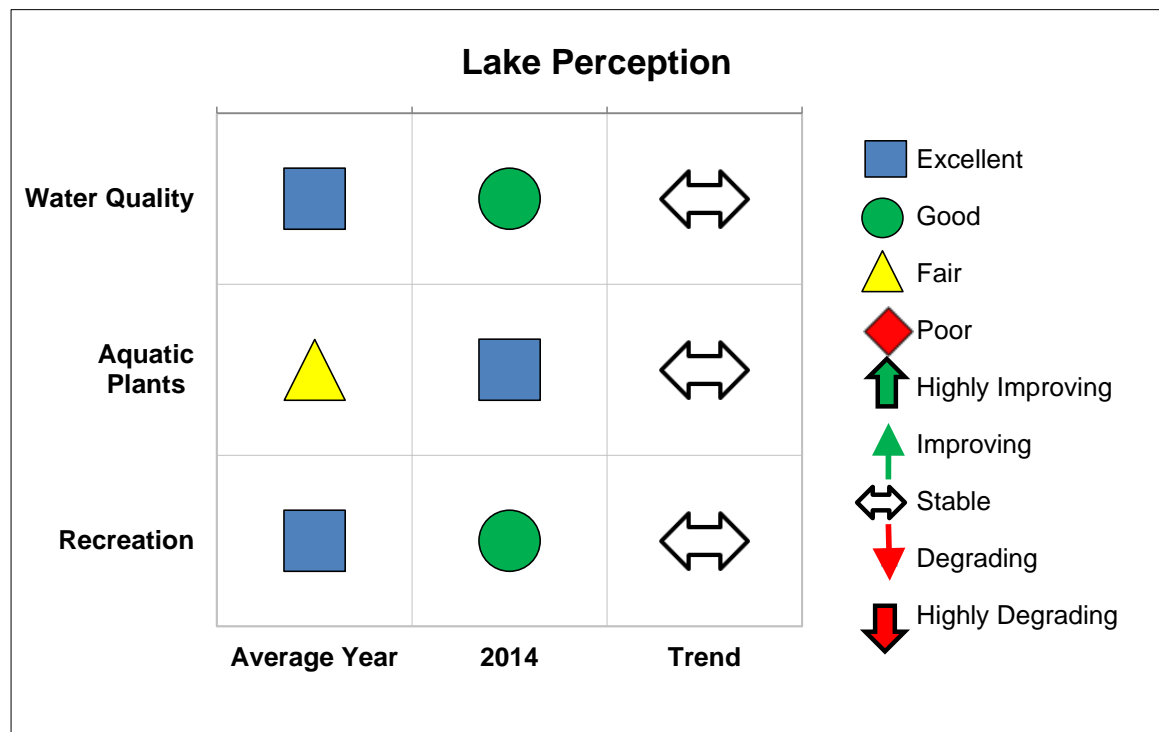 Lake Perception
Water Quality
Aquatic
Plants
Recreation
Average Year
2014
Trend
Excellent
Good
Fair
Poor
Highly Improving
Improving
Stable
Degrading
Highly Degrading